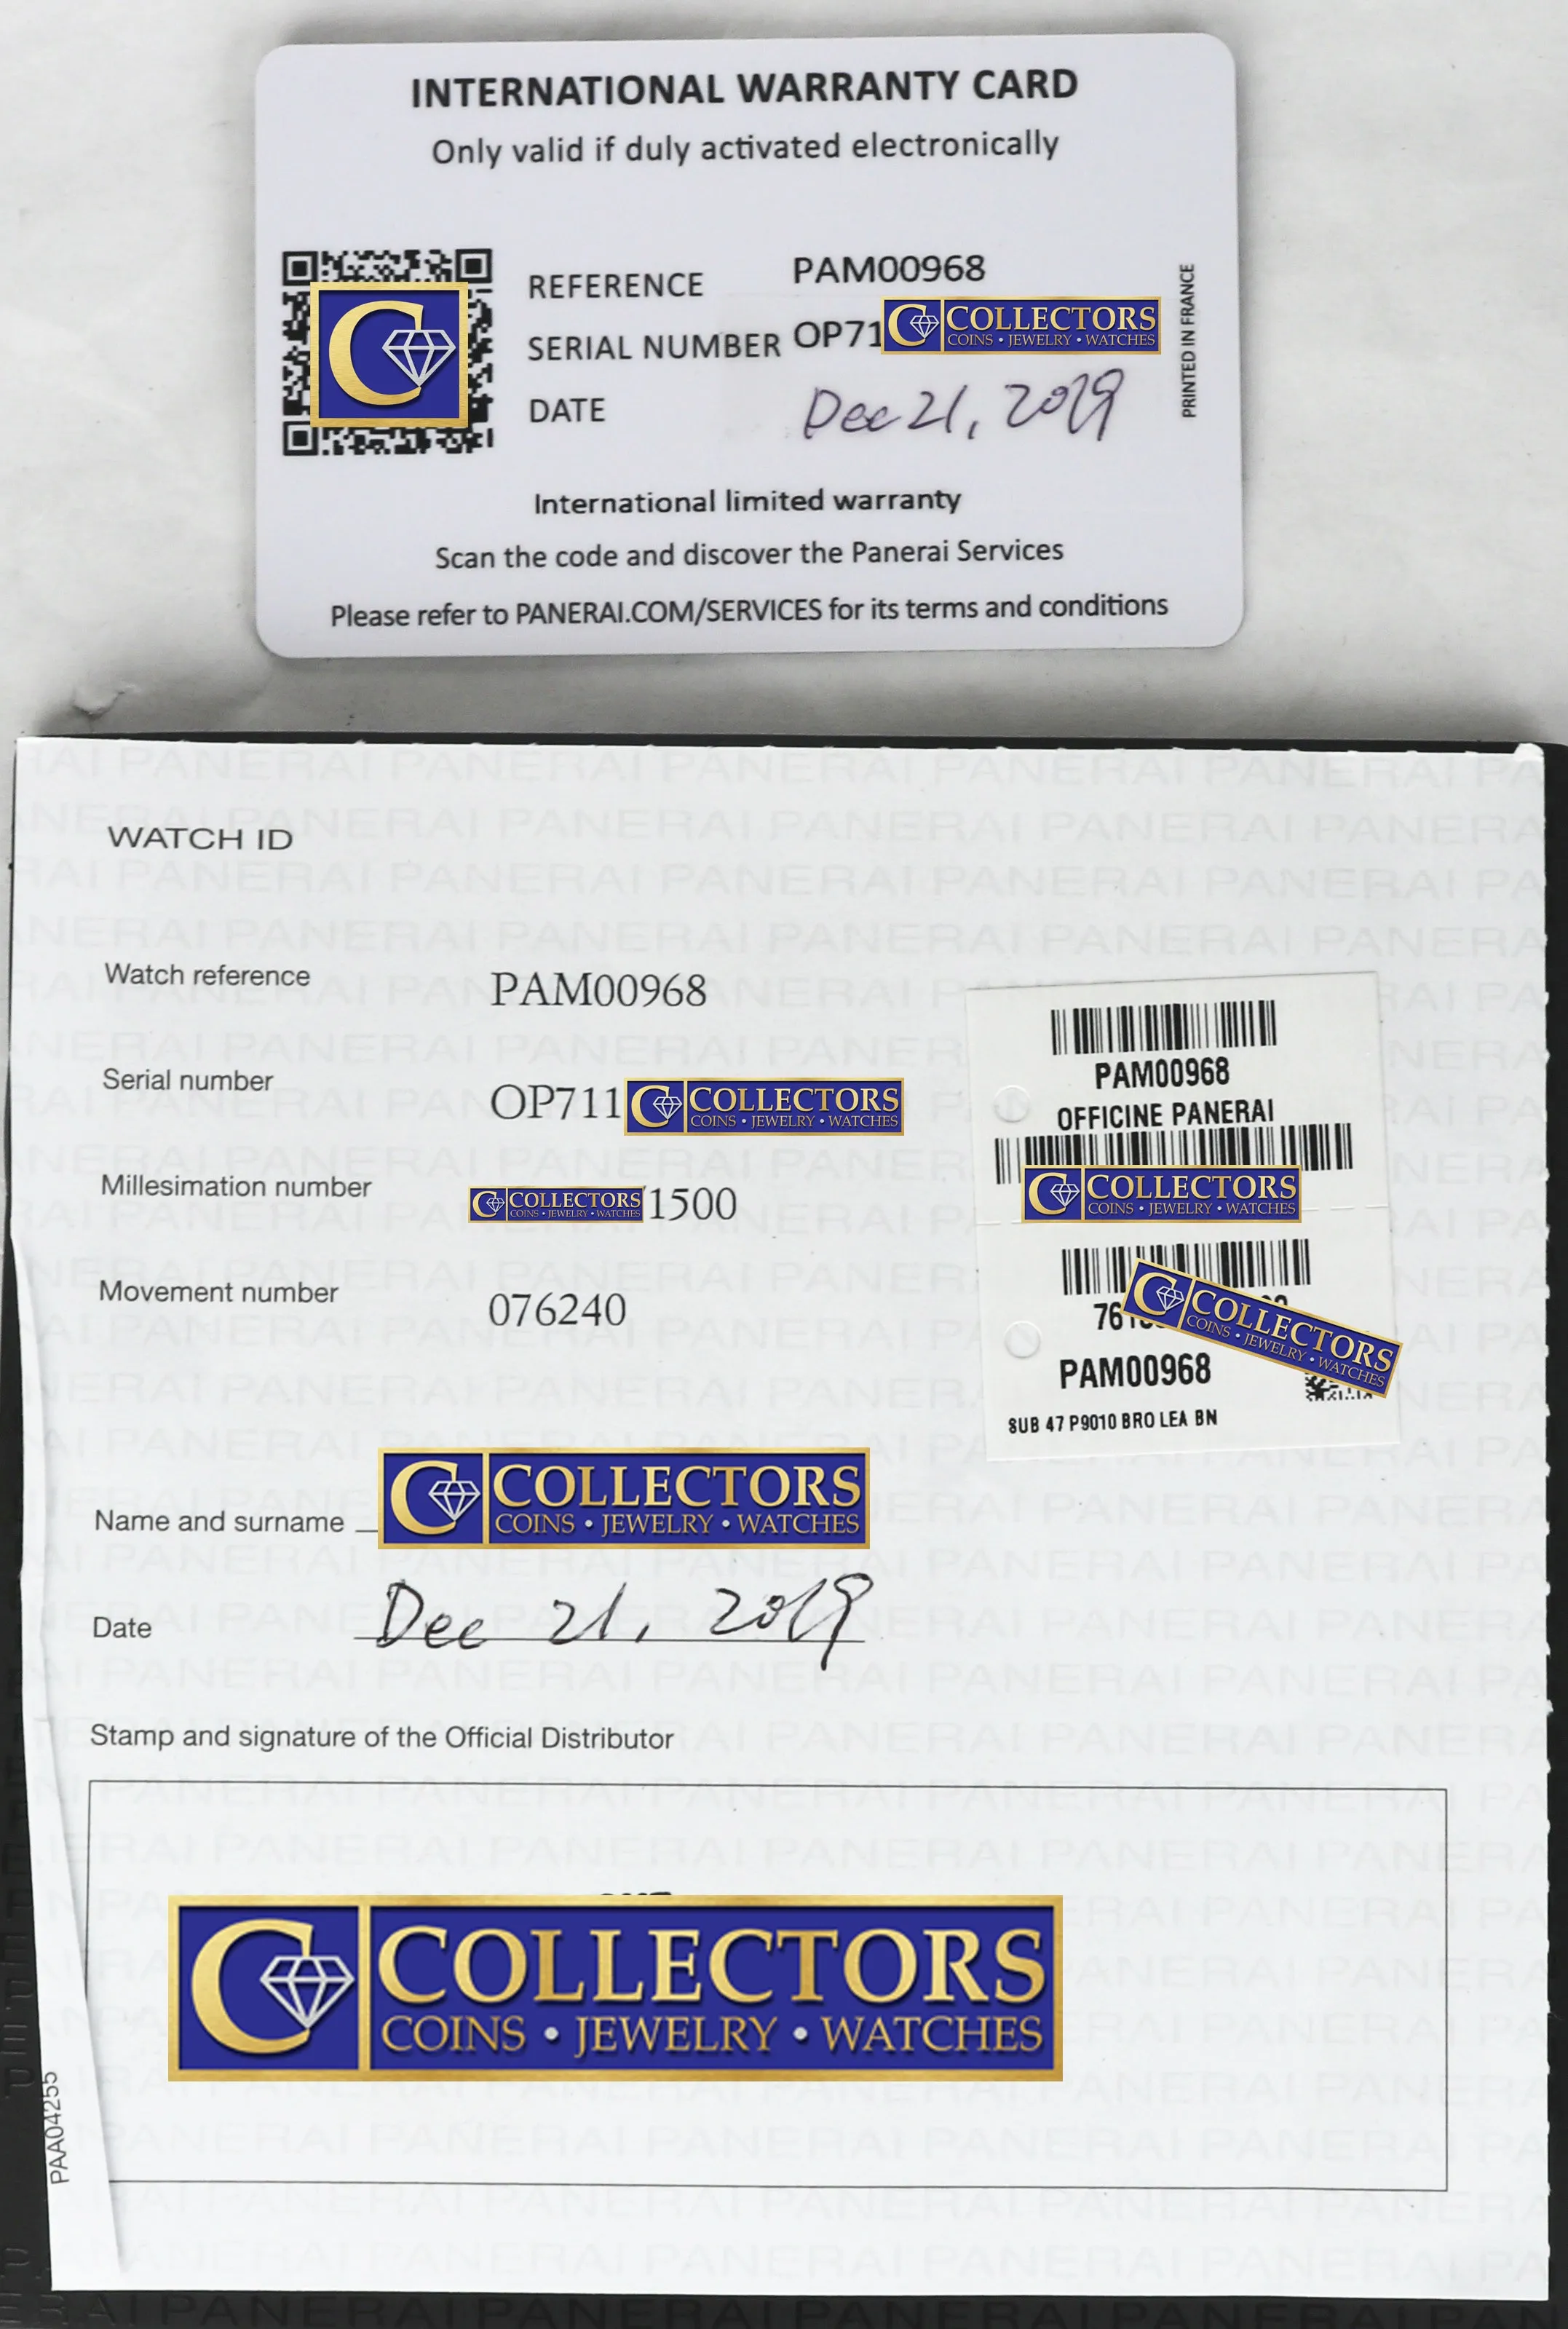 INTERNATIONAL WARRANTY CARD
Only valid if duly activated electronically
REFERENCE PAM00968
SERIAL NUMBER OP71
COLLECTORS
COINS • JEWELRY • WATCHES
DATE Dec 21, 2019
PRINTED IN FRANCE
International limited warranty
Scan the code and discover the Panerai Services
Please refer to PANERAI.COM/SERVICES for its terms and conditions
WATCH ID
Watch reference PAM00968
Serial number OP711
COLLECTORS
COINS • JEWELRY • WATCHES
Millesimation number
COLLECTORS
COINS • JEWELRY • WATCHES
/1500
Movement number 076240
PAM00968
OFFICINE PANERAI
COLLECTORS
COINS • JEWELRY • WATCHES
COLLECTORS
COINS • JEWELRY • WATCHES
PAM00968
SUB 47 P9010 BRO LEA BN
Name and surname
COLLECTORS
COINS • JEWELRY • WATCHES
Date Dec 21, 2019
Stamp and signature of the Official Distributor
COLLECTORS
COINS • JEWELRY • WATCHES
PAA04255
PANERAI PANERAI PANERAI PANERAI PANERAI